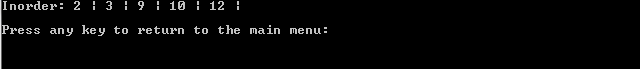 Inorder: 2 ¦ 3 ¦ 9 ¦ 10 ¦ 12 ¦
Press any key to return to the main menu: